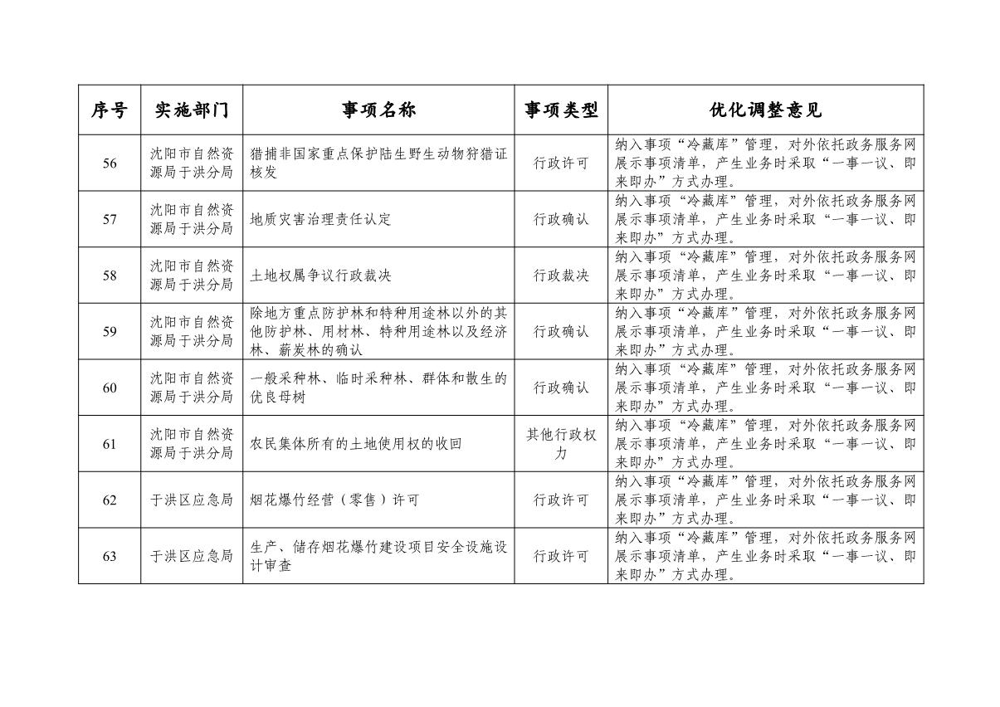 序号 实施部门 事项名称 事项类型 优化调整意见
56
沈阳市自然资
源局于洪分局
猎捕非国家重点保护陆生野生动物狩猎证
核发
行政许可
纳入事项“冷藏库”管理，对外依托政务服务网
展示事项清单，产生业务时采取“一事一议、即
来即办”方式办理。
57
沈阳市自然资
源局于洪分局
地质灾害治理责任认定
行政确认
纳入事项“冷藏库”管理，对外依托政务服务网
展示事项清单，产生业务时采取“一事一议、即
来即办”方式办理。
58
沈阳市自然资
源局于洪分局
土地权属争议行政裁决
行政裁决
纳入事项“冷藏库”管理，对外依托政务服务网
展示事项清单，产生业务时采取“一事一议、即
来即办”方式办理。
59
沈阳市自然资
源局于洪分局
除地方重点防护林和特种用途林以外的其
他防护林、用材林、特种用途林以及经济
林、薪炭林的确认
行政确认
纳入事项“冷藏库”管理，对外依托政务服务网
展示事项清单，产生业务时采取“一事一议、即
来即办”方式办理。
60
沈阳市自然资
源局于洪分局
一般采种林、临时采种林、群体和散生的
优良母树
行政确认
纳入事项“冷藏库”管理，对外依托政务服务网
展示事项清单，产生业务时采取“一事一议、即
来即办”方式办理。
61
沈阳市自然资
源局于洪分局
农民集体所有的土地使用权的收回
其他行政权
力
纳入事项“冷藏库”管理，对外依托政务服务网
展示事项清单，产生业务时采取“一事一议、即
来即办”方式办理。
62
于洪区应急局
烟花爆竹经营（零售）许可
行政许可
纳入事项“冷藏库”管理，对外依托政务服务网
展示事项清单，产生业务时采取“一事一议、即
来即办”方式办理。
63
于洪区应急局
生产、储存烟花爆竹建设项目安全设施设
计审查
行政许可
纳入事项“冷藏库”管理，对外依托政务服务网
展示事项清单，产生业务时采取“一事一议、即
来即办”方式办理。